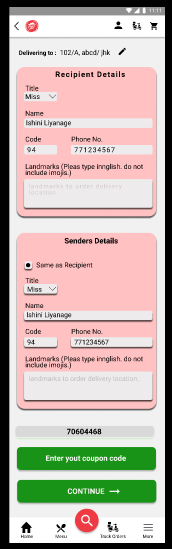 11:11
Delivering to : 102/A, abcd/ jhk
Recipient Details
Title
Miss
Name
Ishini Liyanage
Code Phone No.
94 771234567
Landmarks (Pleas type innglish. do not
include imojis.)
landmarks to order delivery
location.
Senders Details
Same as Recipient
Title
Miss
Name
Ishini Liyanage
Code Phone No.
94 771234567
Landmarks (Pleas type innglish. do not
include imojis.)
landmarks to order delivery location.
70604468
Enter yout coupon code
CONTINUE →
Home Menu Track Orders More